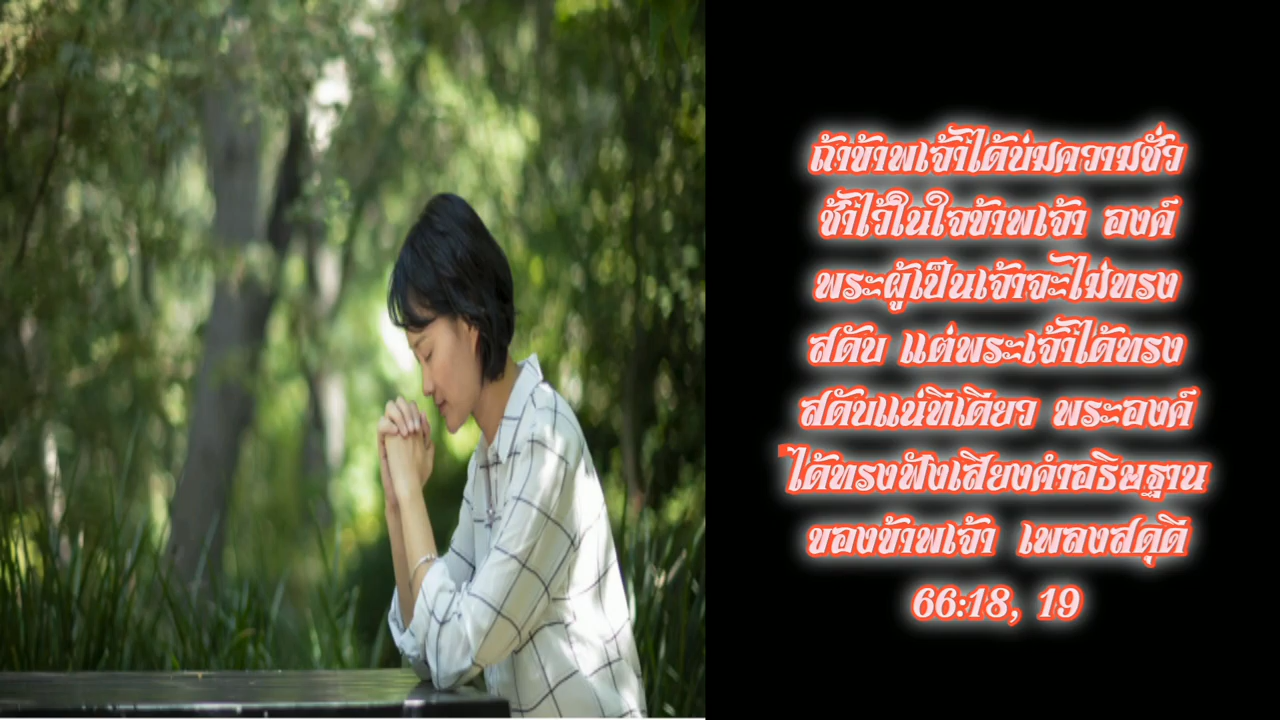 ถ้าข้าพเจ้าได้บ่มความชั่ว
ช้าไว้ในใจข้าพเจ้า องค์
พระผู้เป็นเจ้าจะไม่ทรง
สดับ แต่พระเจ้าได้ทรง
สดับแน่ทีเดียว พระองค์
ได้ทรงฟังเสียงคำอธิษฐาน
ของข้าพเจ้า เพลงสดุดี
66:18, 19